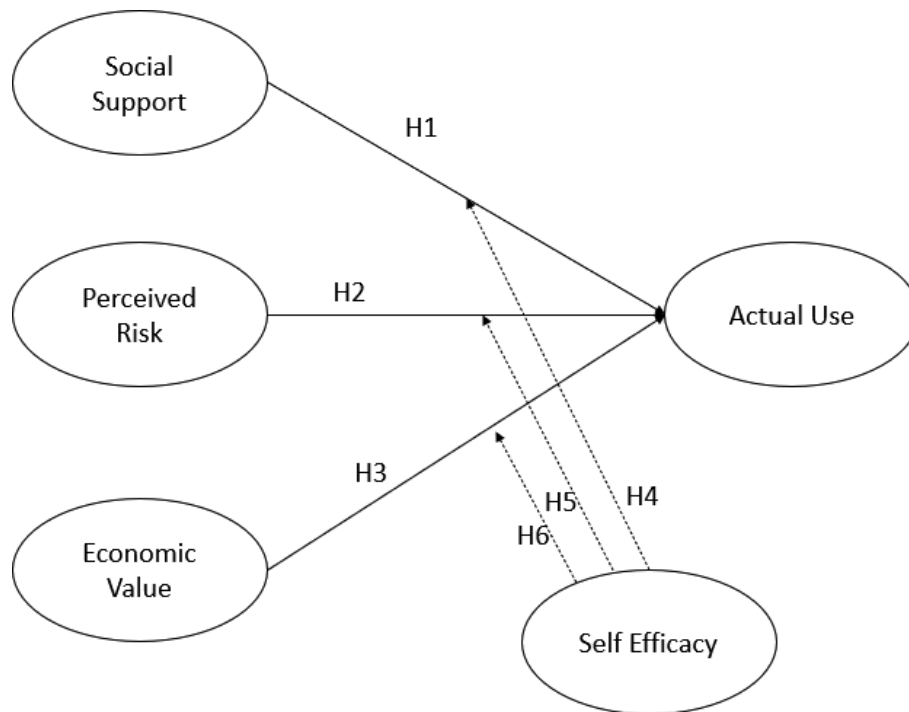 Social
Support
H1
Perceived
Risk
H2
Actual Use
H3
Economic
Value
H4
H5
H6
Self Efficacy